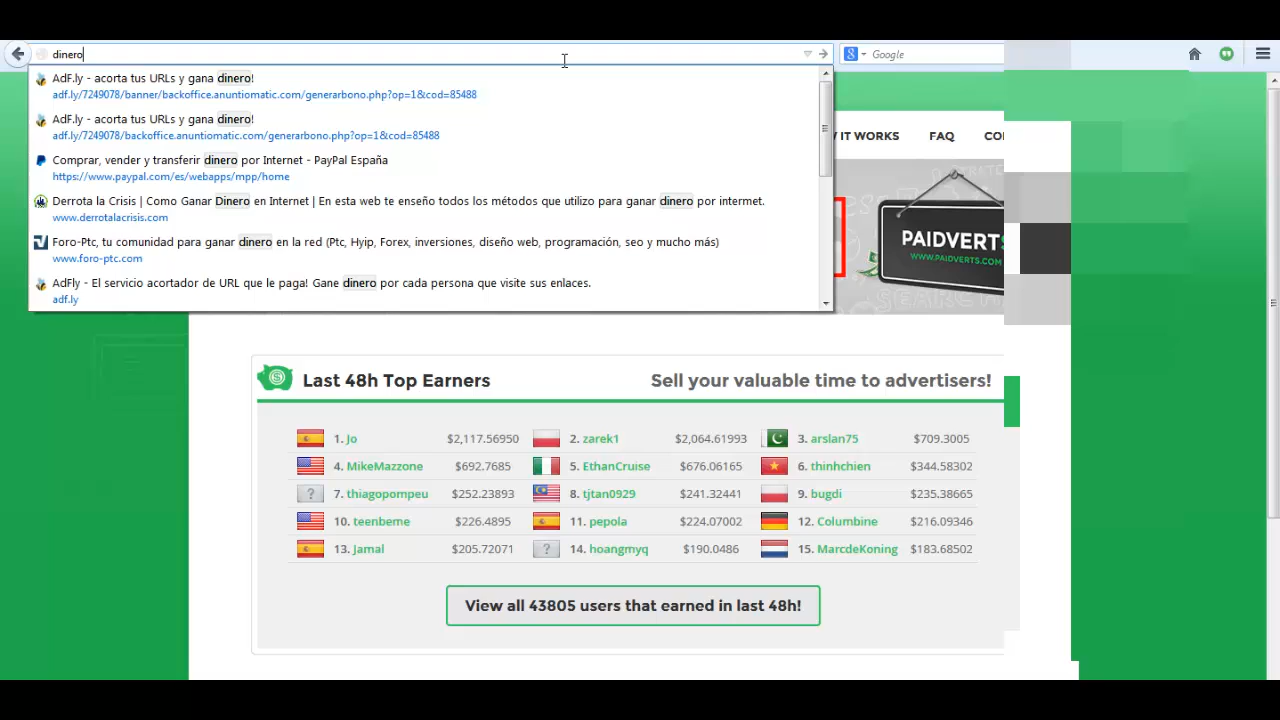 dinero
Google
AdF.ly - acorta tus URLs y gana dinero!
adf.ly/7249078/banner/backoffice.anuntiomatic.com/generarbono.php?op=1&cod=85488
AdF.ly - acorta tus URLs y gana dinero!
adf.ly/7249078/backoffice.anuntiomatic.com/generarbono.php?op=1&cod=85488
Comprar, vender y transferir dinero por Internet - PayPal España
https://www.paypal.com/es/webapps/mpp/home
Derrota la Crisis | Como Ganar Dinero en Internet | En esta web te enseño todos los métodos que utilizo para ganar dinero por internet.
www.derrotalacrisis.com
Foro-Ptc, tu comunidad para ganar dinero en la red (Ptc, Hyip, Forex, inversiones, diseño web, programación, seo y mucho más)
www.foro-ptc.com
AdFly - El servicio acortador de URL que le paga! Gane dinero por cada persona que visite sus enlaces.
adf.ly
IT WORKS FAQ CO
PAIDVERTS
WWW.PAIDVERTS.COM
Last 48h Top Earners Sell your valuable time to advertisers!
1. Jo $2,117.56950 2. zarek1 $2,064.61993 3. arslan75 $709.3005
4. MikeMazzone $692.7685 5. EthanCruise $676.06165 6. thinhchien $344.58302
7. thiagopompeu $252.23893 8. tjtan0929 $241.32441 9. bugdi $235.38665
10. teenbeme $226.4895 11. pepola $224.07002 12. Columbine $216.09346
13. Jamal $205.72071 14. hoangmyq $190.0486 15. MarcdeKoning $183.68502
View all 43805 users that earned in last 48h!